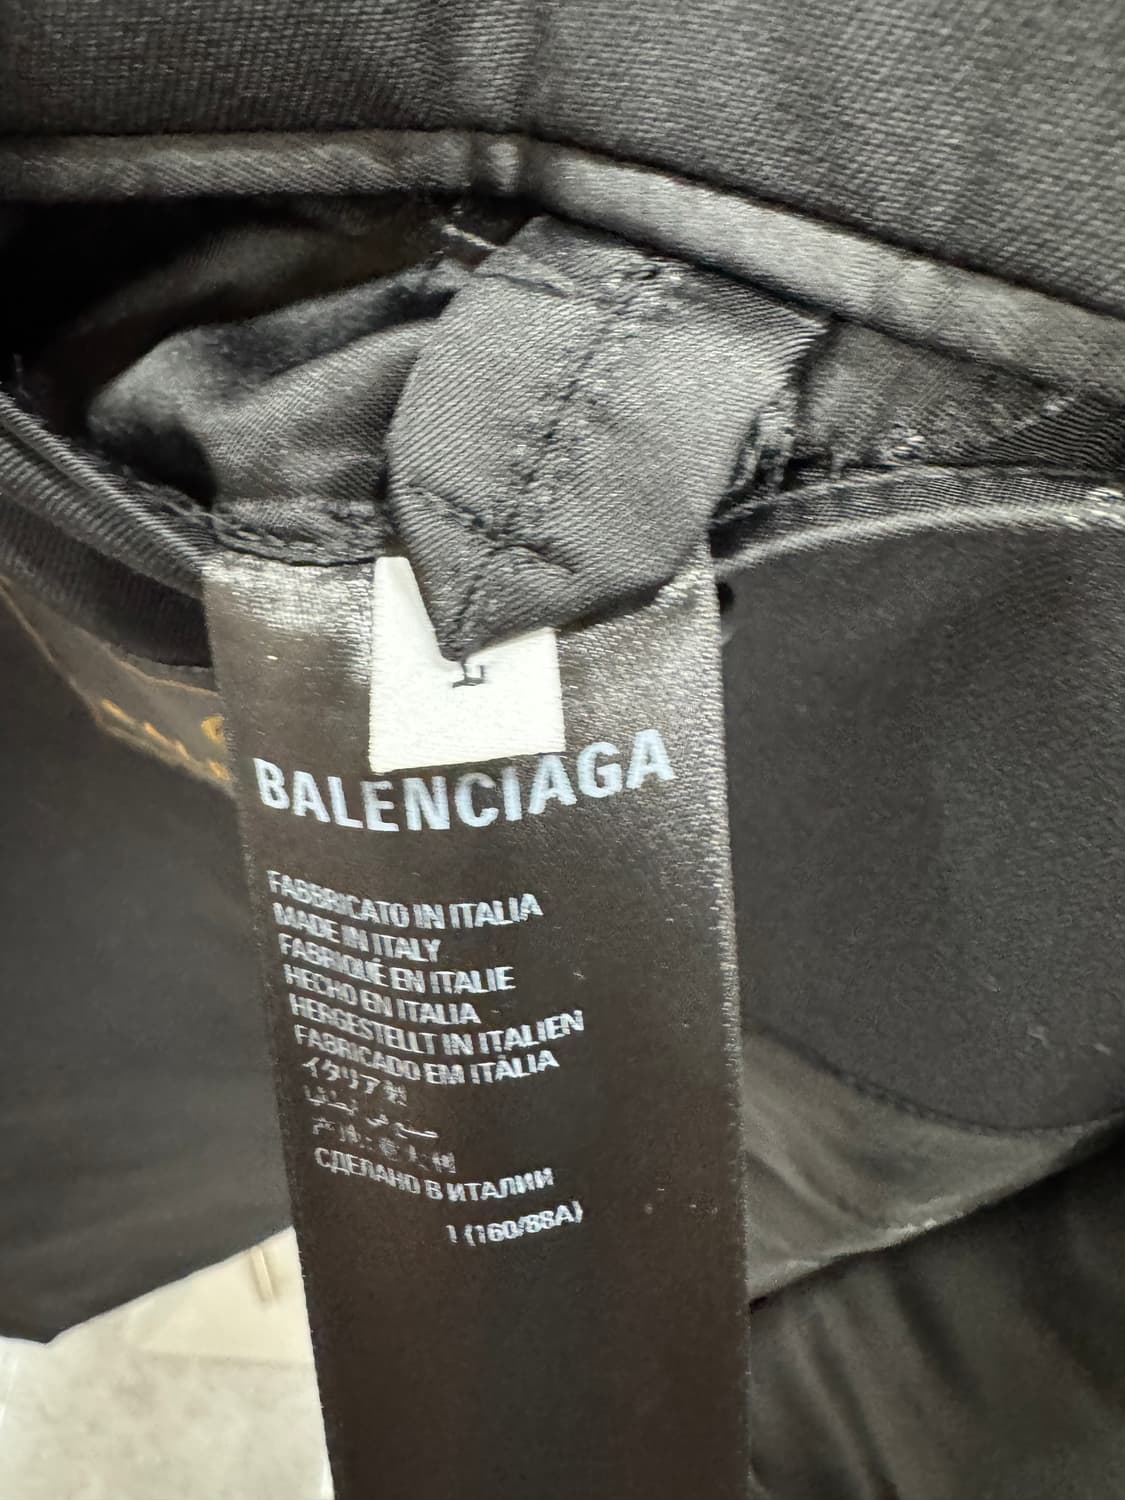 BALENCIAGA
FABBRICATO IN ITALIA
MADE IN ITALY
FABRIQUÉ EN ITALIE
HECHO EN ITALIA
HERGESTELLT IN ITALIEN
FABRICADO EM ITÁLIA
イタリア製
СДЕЛАНО В ИТАЛИИ
1 (160/88A)